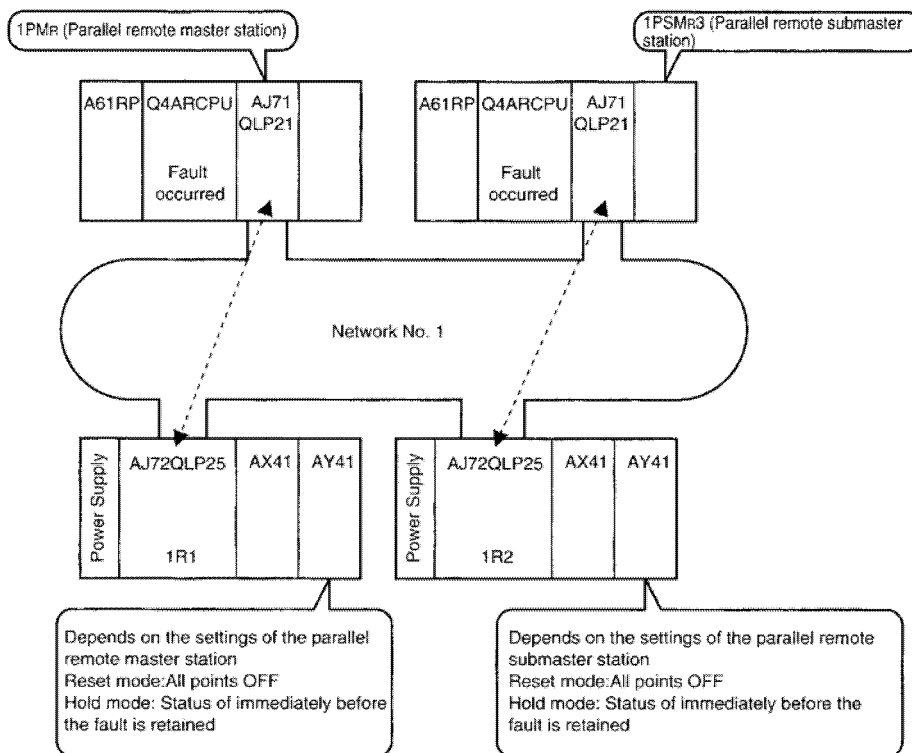 1PMR (Parallel remote master station)
1PSMR3 (Parallel remote submaster
station)
A61RP
Q4ARCPU
Fault
occurred
AJ71
QLP21
A61RP
Q4ARCPU
Fault
occurred
AJ71
QLP21
Network No. 1
Power Supply
AJ72QLP25
1R1
AX41
AY41
Power Supply
AJ72QLP25
1R2
AX41
AY41
Depends on the settings of the parallel
remote master station
Reset mode:All points OFF
Hold mode: Status of immediately before
the fault is retained
Depends on the settings of the parallel remote
submaster station
Reset mode:All points OFF
Hold mode: Status of immediately before the
fault is retained